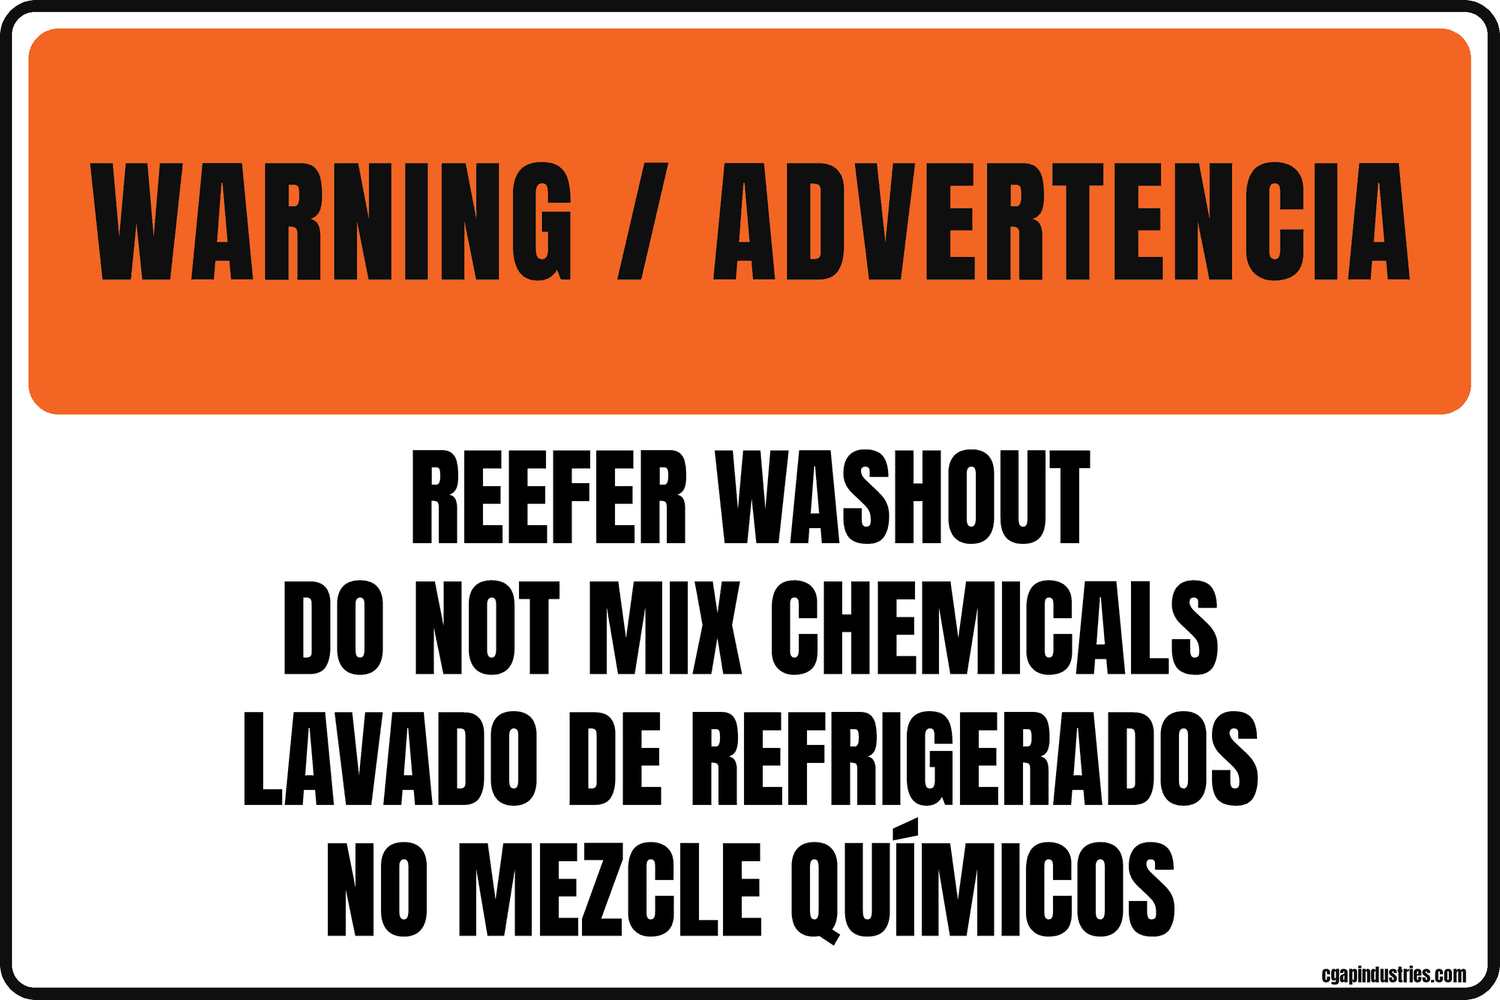 WARNING / ADVERTENCIA
REEFER WASHOUT
DO NOT MIX CHEMICALS
LAVADO DE REFRIGERADOS
NO MEZCLE QUÍMICOS
cgapindustries.com